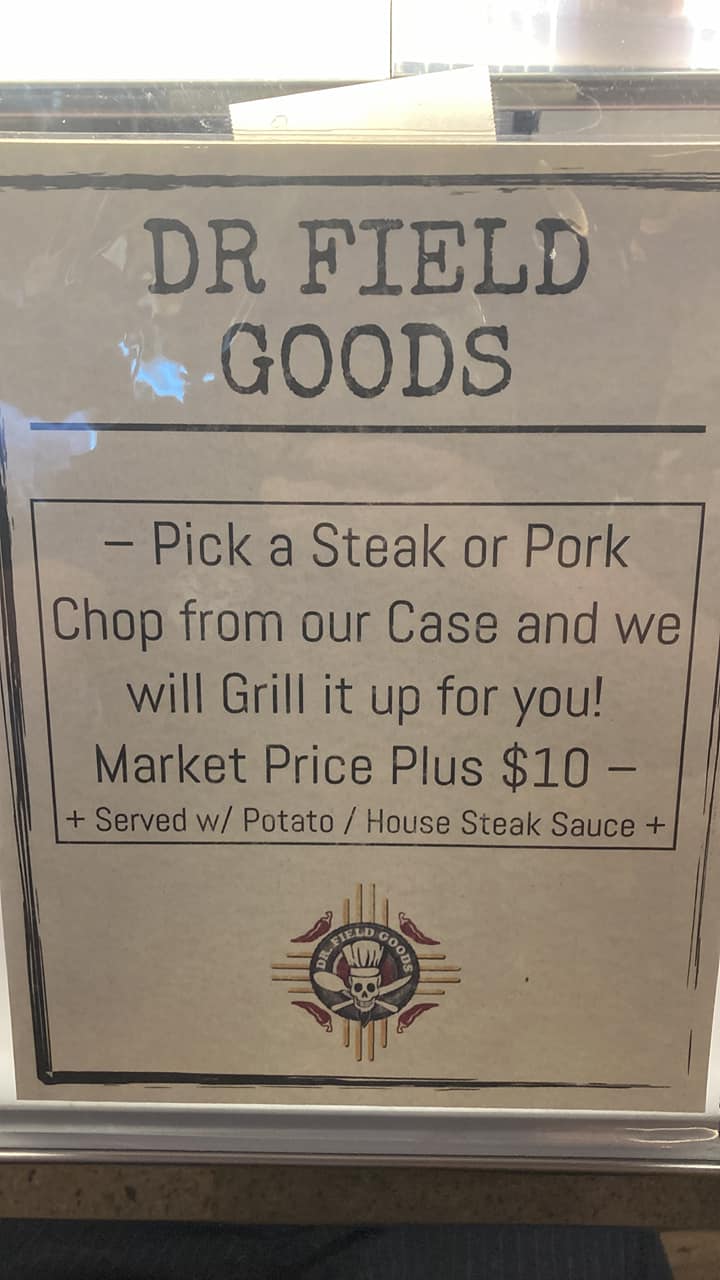 DR FIELD
GOODS
– Pick a Steak or Pork
Chop from our Case and we
will Grill it up for you!
Market Price Plus $10 –
+ Served w/ Potato / House Steak Sauce +
DR. FIELD GOODS